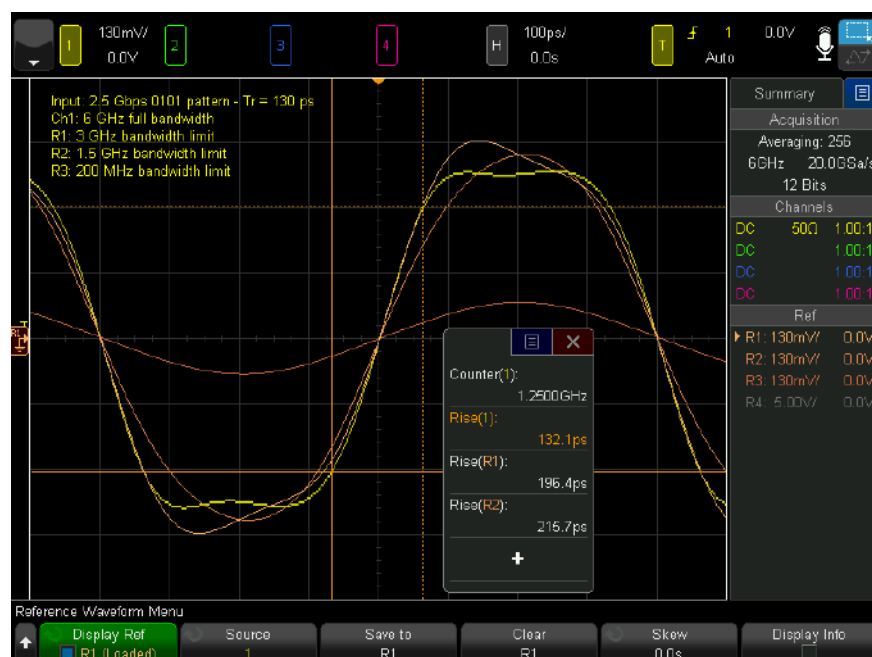 1 130mV/ 2 3 4 H 100ps/ T 1 0.0V
0.0V 0.0s Auto
Input: 2.5 Gbps 0101 pattern - Tr = 130 ps
Ch1: 6 GHz full bandwidth
R1: 3 GHz bandwidth limit
R2: 1.5 GHz bandwidth limit
R3: 200 MHz bandwidth limit
Summary
Acquisition
Averaging: 256
6GHz 20.0GSa/s
12 Bits
Channels
DC 50Ω 1.00:1
DC 1.00:1
DC 1.00:1
DC 1.00:1
Ref
R1: 130mV/ 0.0V
R2: 130mV/ 0.0V
R3: 130mV/ 0.0V
R4: 5.00V/ 0.0V
T
R1
Counter(1):
1.2500GHz
Rise(1):
132.1ps
Rise(R1):
196.4ps
Rise(R2):
215.7ps
+
Reference Waveform Menu
Display Ref Source Save to Clear Skew Display Info
R1 (Loaded) 1 R1 R1 0.0s